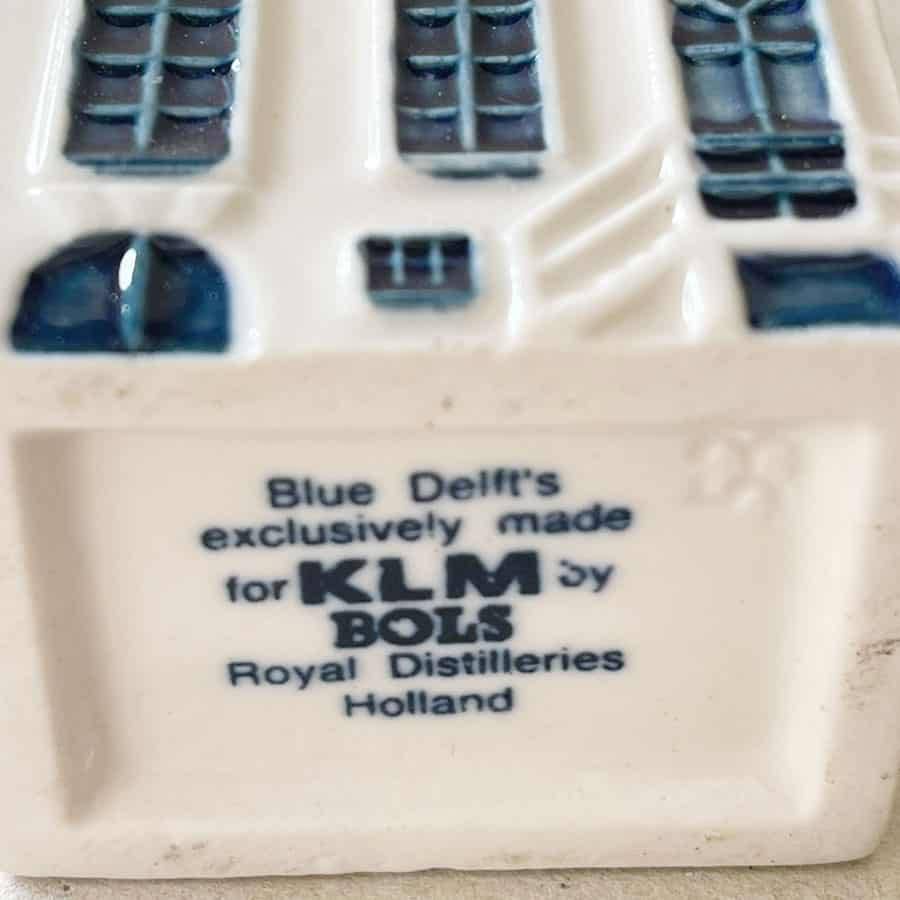 Blue Delft's
exclusively made
for KLM by
BOLS
Royal Distilleries
Holland